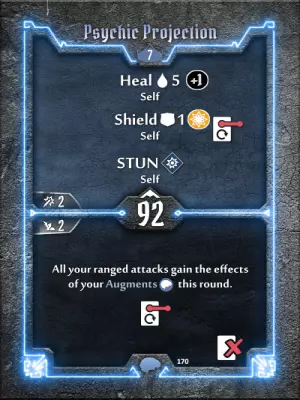 Psychic Projection
7
Heal 5 +1
Self
Shield 1
Self
STUN
Self
2
92
2
All your ranged attacks gain the effects
of your Augments this round.
170